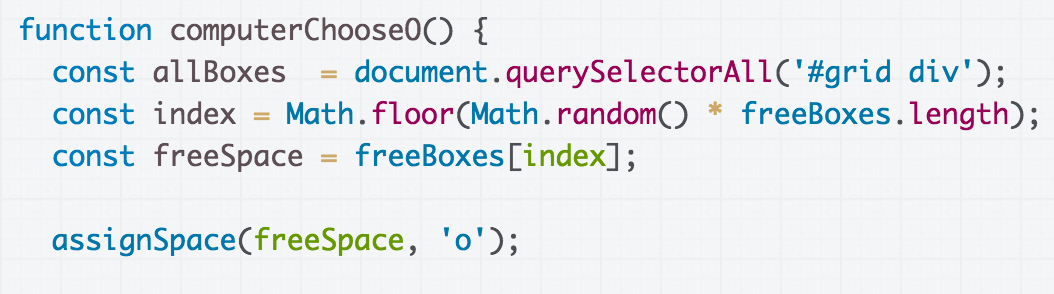 function computerChooseO() {
  const allBoxes  = document.querySelectorAll('#grid div');
  const index = Math.floor(Math.random() * freeBoxes.length);
  const freeSpace = freeBoxes[index];

  assignSpace(freeSpace, 'o');